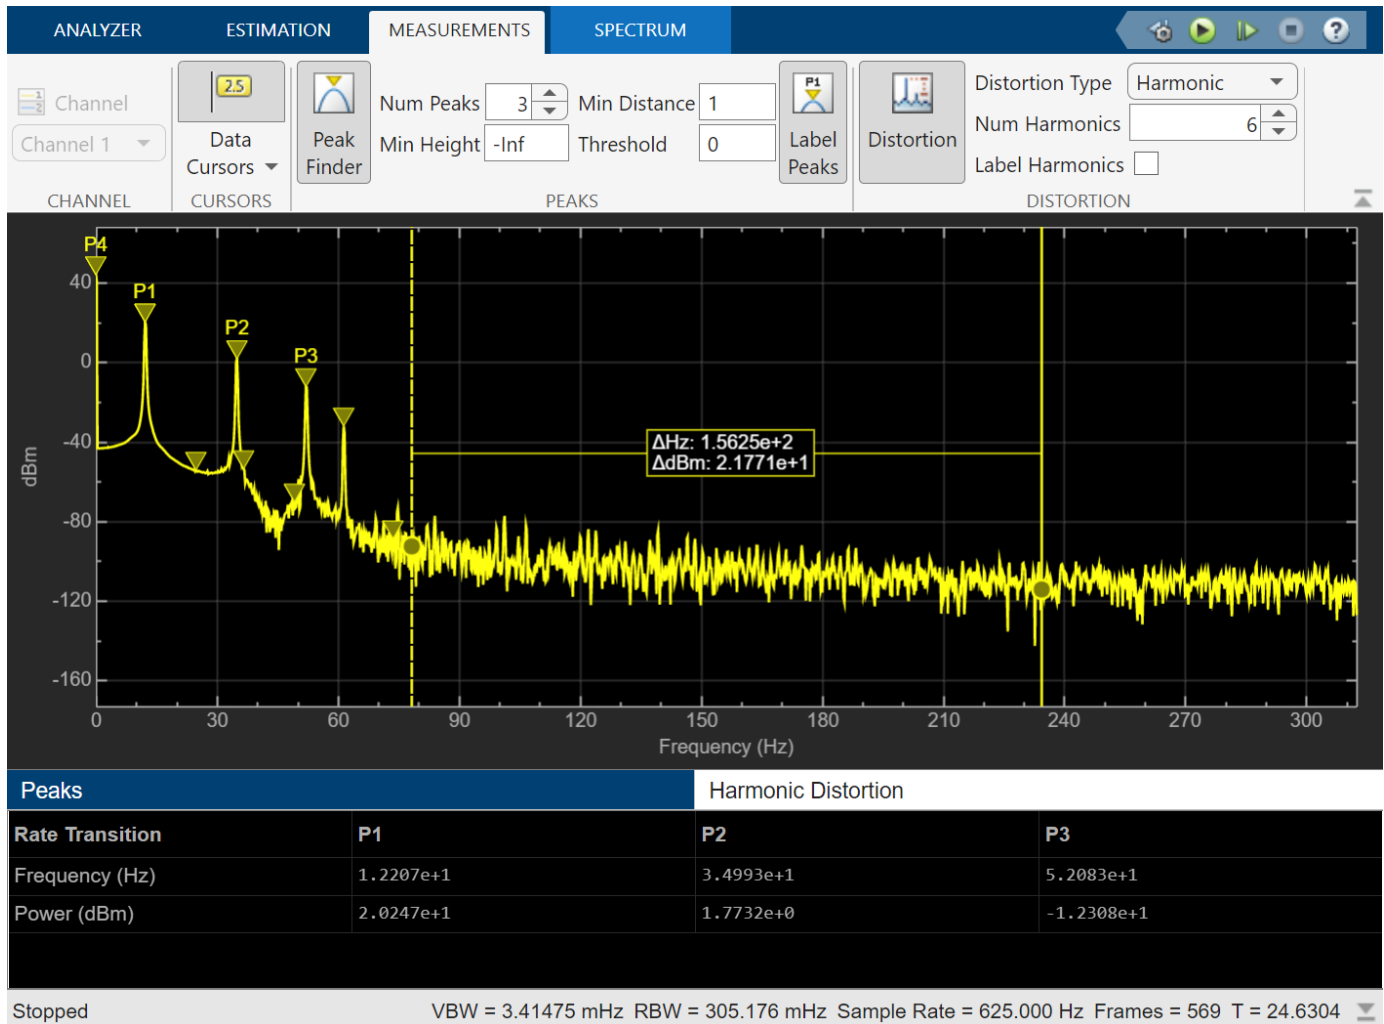 ANALYZER ESTIMATION MEASUREMENTS SPECTRUM
Channel
Channel 1
CHANNEL
2.5
Data
Cursors
CURSORS
Peak
Finder
Num Peaks 3 Min Distance 1
Min Height -Inf Threshold 0
P1
Label
Peaks
PEAKS
Distortion
Distortion Type Harmonic
Num Harmonics 6
Label Harmonics
DISTORTION
P4
P1
P2
P3
40
0
-40
-80
-120
-160
dBm
ΔHz: 1.5625e+2
ΔdBm: 2.1771e+1
0 30 60 90 120 150 180 210 240 270 300
Frequency (Hz)
Peaks Harmonic Distortion
Rate Transition P1 P2 P3
Frequency (Hz) 1.2207e+1 3.4993e+1 5.2083e+1
Power (dBm) 2.0247e+1 1.7732e+0 -1.2308e+1
Stopped VBW = 3.41475 mHz RBW = 305.176 mHz Sample Rate = 625.000 Hz Frames = 569 T = 24.6304